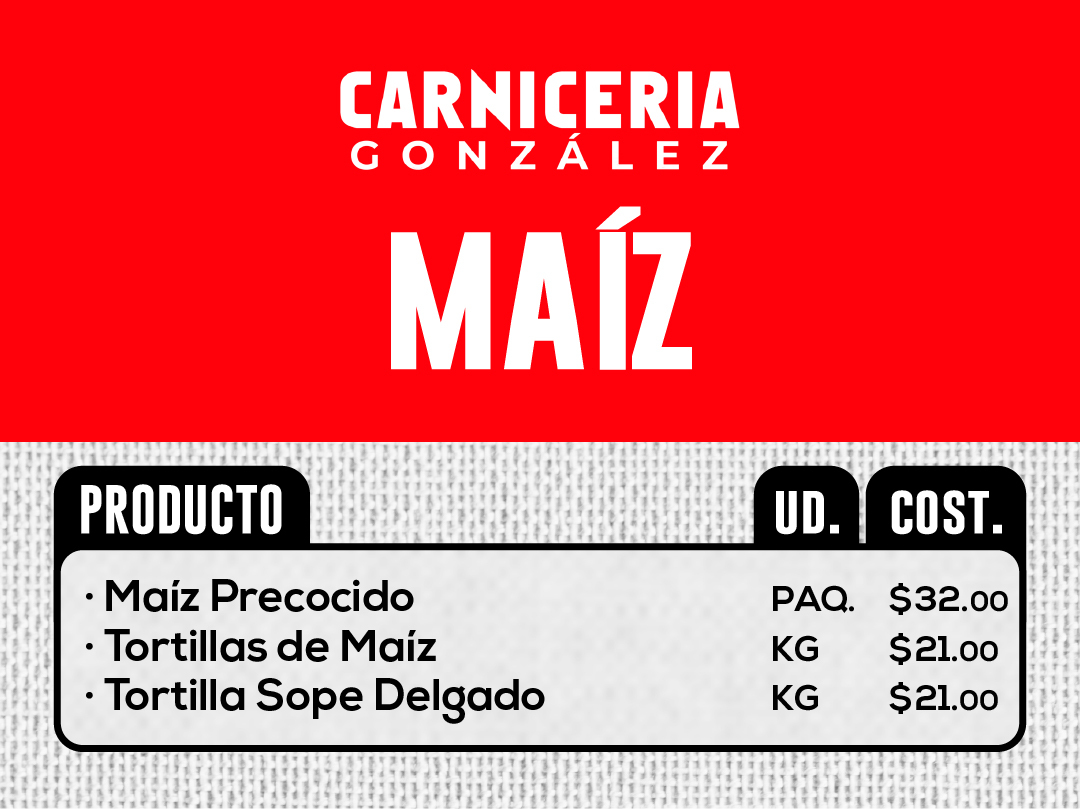 CARNICERIA
GONZÁLEZ
MAÍZ
PRODUCTO UD. COST.
· Maíz Precocido PAQ. $32.00
· Tortillas de Maíz KG $21.00
· Tortilla Sope Delgado KG $21.00